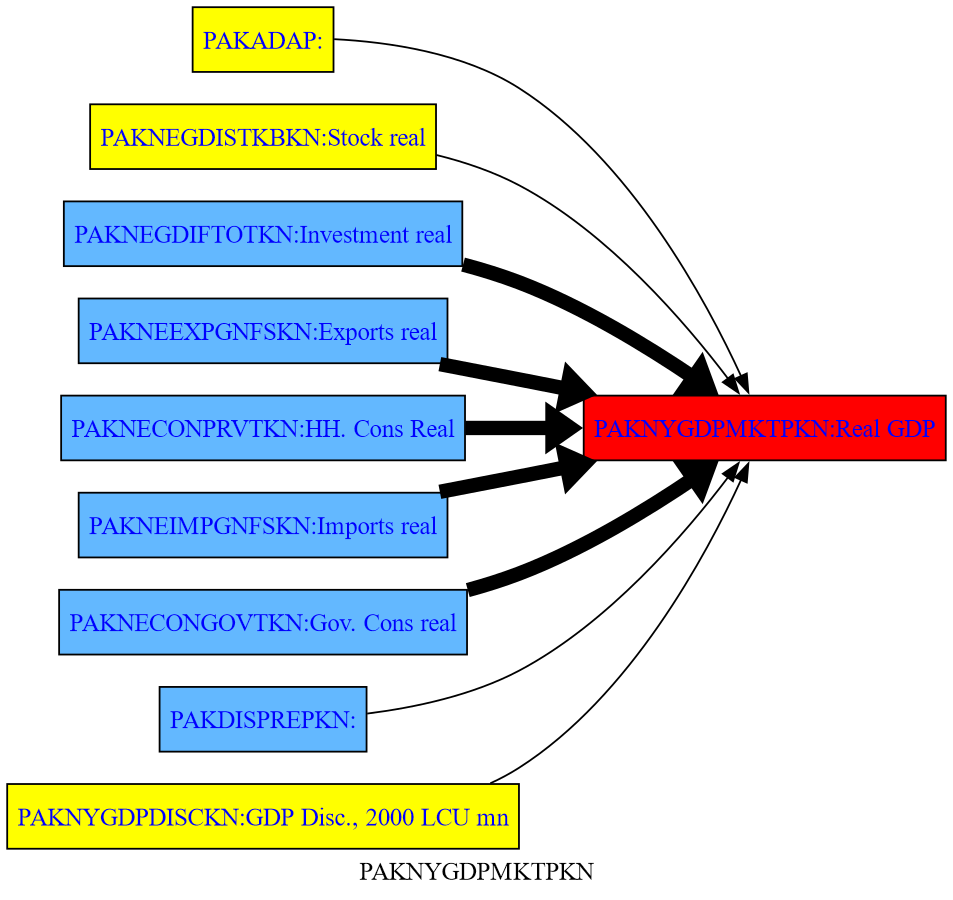 PAKADAP:
PAKNEGDISTKBKN:Stock real
PAKNEGDIFTOTKN:Investment real
PAKNEEXPGNFSKN:Exports real
PAKNECONPRVTKN:HH. Cons Real
PAKNYGDPMKTPKN:Real GDP
PAKNEIMPGNFSKN:Imports real
PAKNECONGOVTKN:Gov. Cons real
PAKDISPREPKN:
PAKNYGDPDISCKN:GDP Disc., 2000 LCU mn
PAKNYGDPMKTPKN